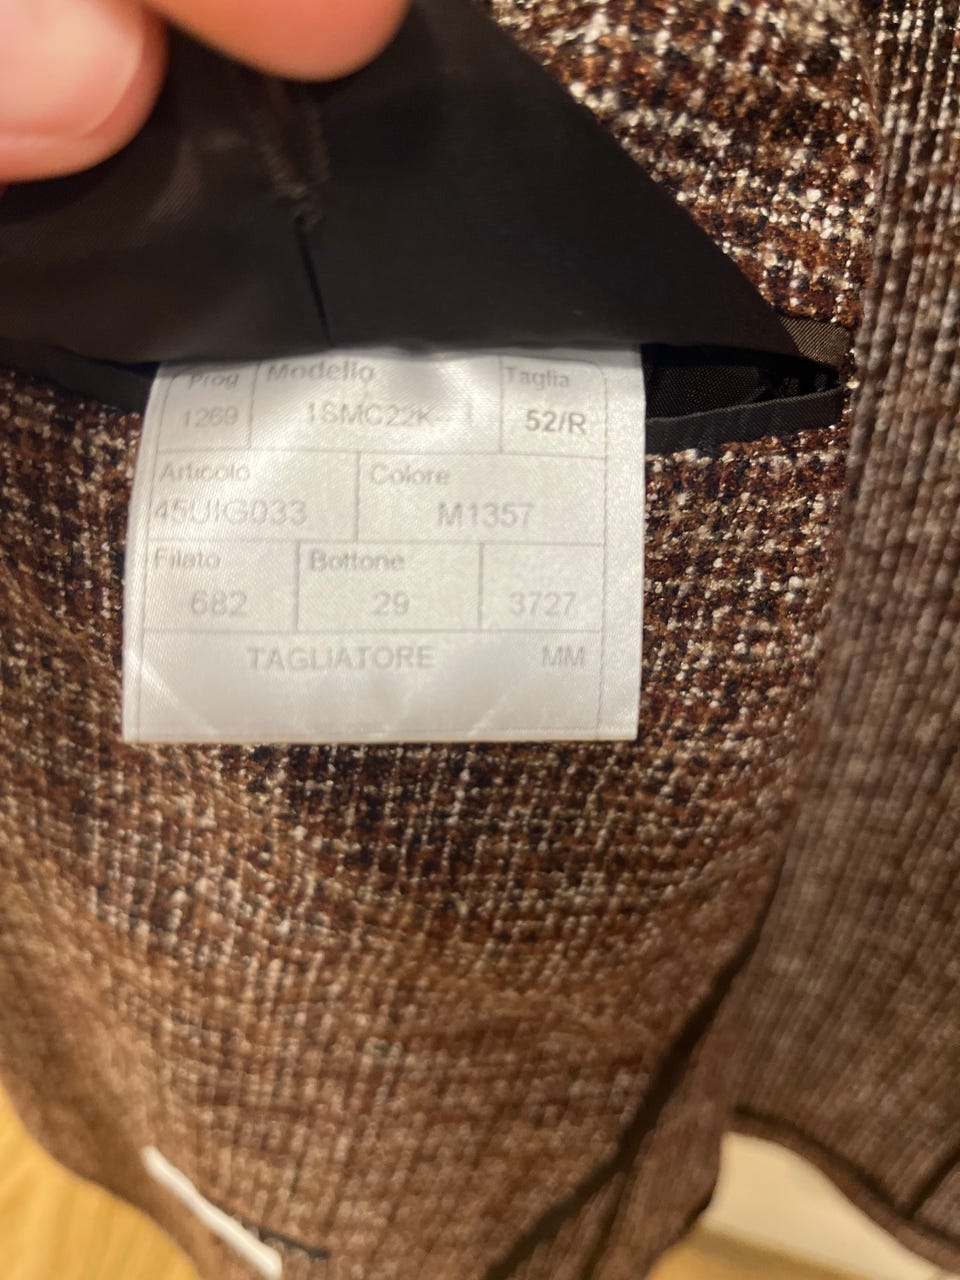 Prog Modello Taglia
1269 1SMC22K- 52/R
Articolo Colore
45UIG033 M1357
Filato Bottone
682 29 3727
TAGLIATORE MM